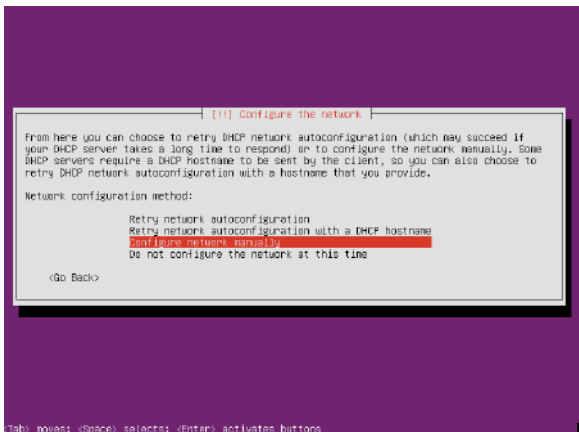 [!!] Configure the network
From here you can choose to retry DHCP network autoconfiguration (which may succeed if
your DHCP server takes a long time to respond) or to configure the network manually. Some
DHCP servers require a DHCP hostname to be sent by the client, so you can also choose to
retry DHCP network autoconfiguration with a hostname that you provide.
Network configuration method:
Retry network autoconfiguration
Retry network autoconfiguration with a DHCP hostname
Configure network manually
Do not configure the network at this time
<Go Back>
<Tab> moves; <Space> selects; <Enter> activates buttons